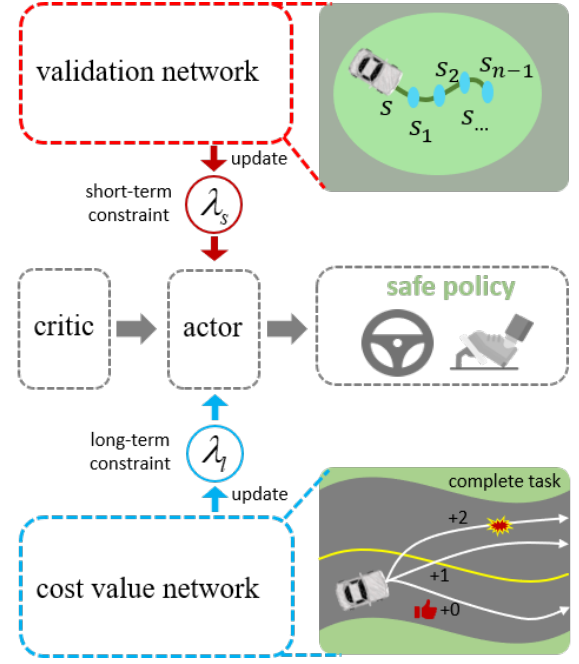 validation network
S
S₁
S₂
S...
Sₙ₋₁
update
short-term
constraint
λₛ
critic
actor
safe policy
long-term
constraint
λₗ
update
cost value network
complete task
+2
+1
+0